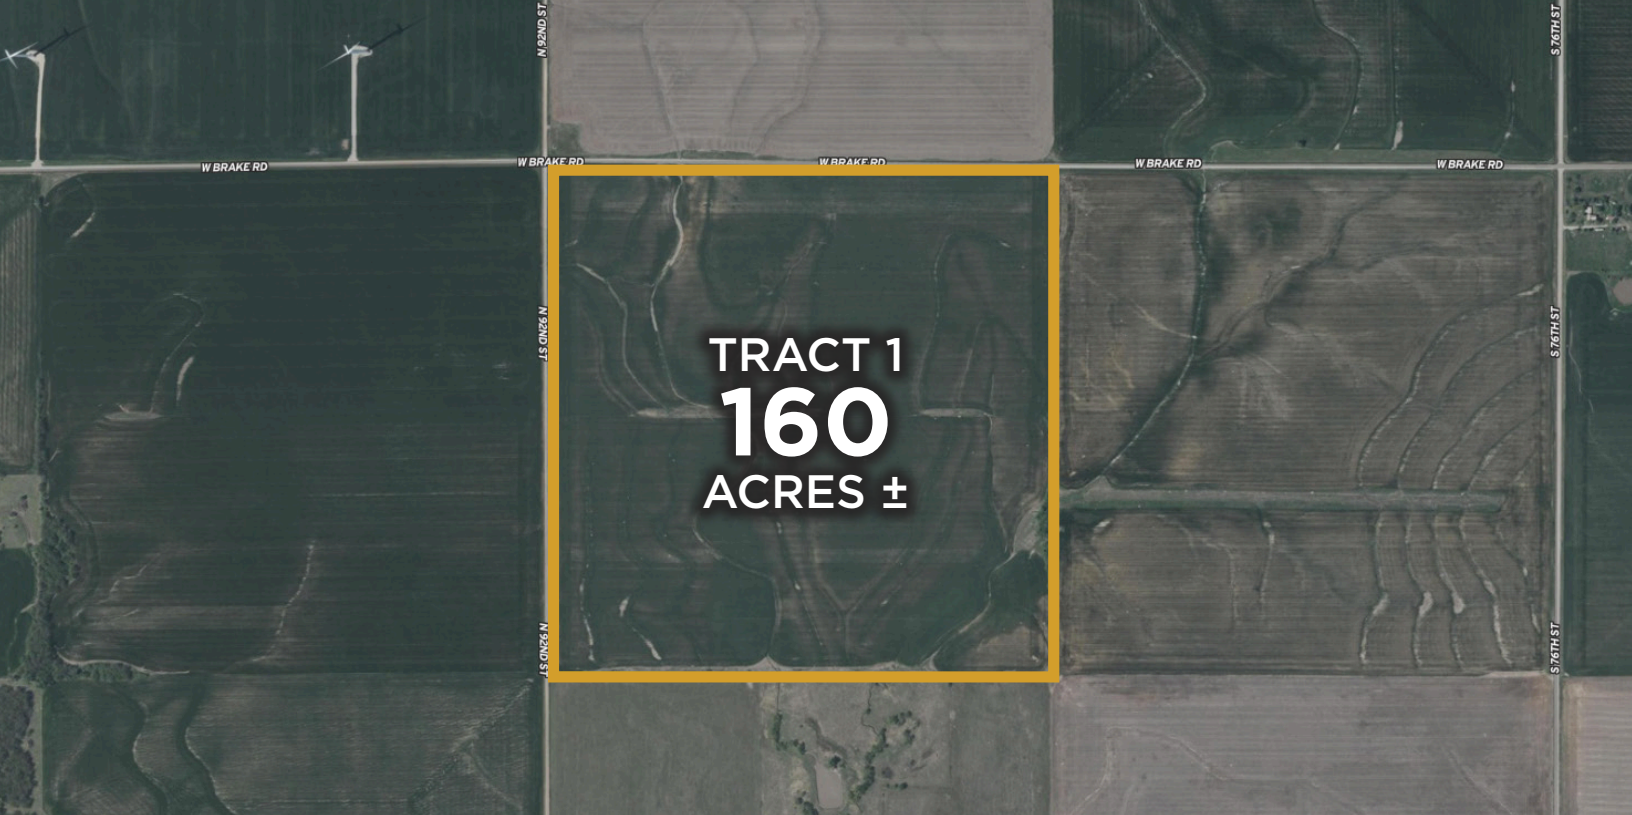 N 92ND ST
S 76TH ST
W BRAKE RD
W BRAKE RD
W BRAKE RD
W BRAKE RD
W BRAKE RD
N 92ND ST
S 76TH ST
TRACT 1
160
ACRES ±
N 92ND ST
S 76TH ST